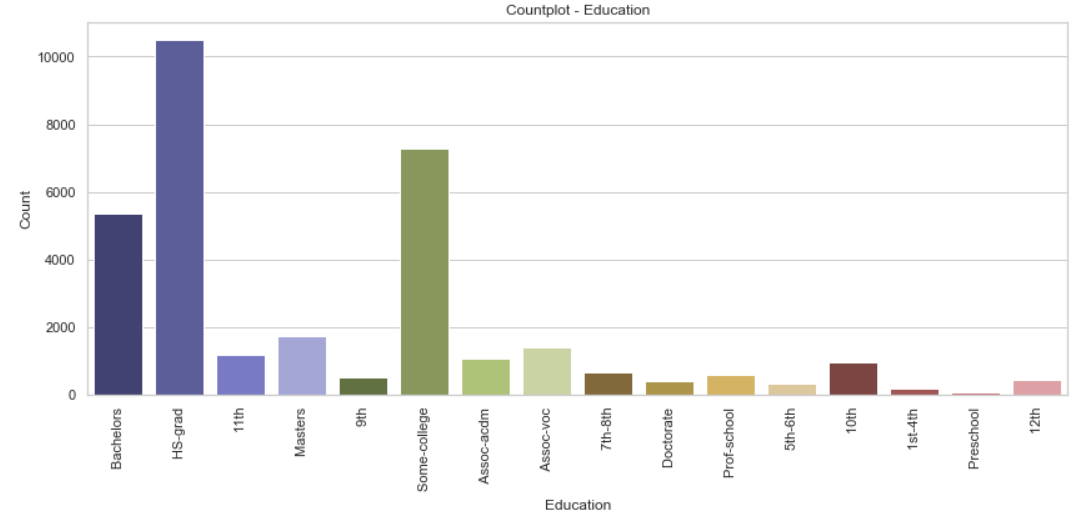 Countplot - Education
10000
8000
6000
4000
2000
0
Count
Bachelors
HS-grad
11th
Masters
9th
Some-college
Assoc-acdm
Assoc-voc
7th-8th
Doctorate
Prof-school
5th-6th
10th
1st-4th
Preschool
12th
Education